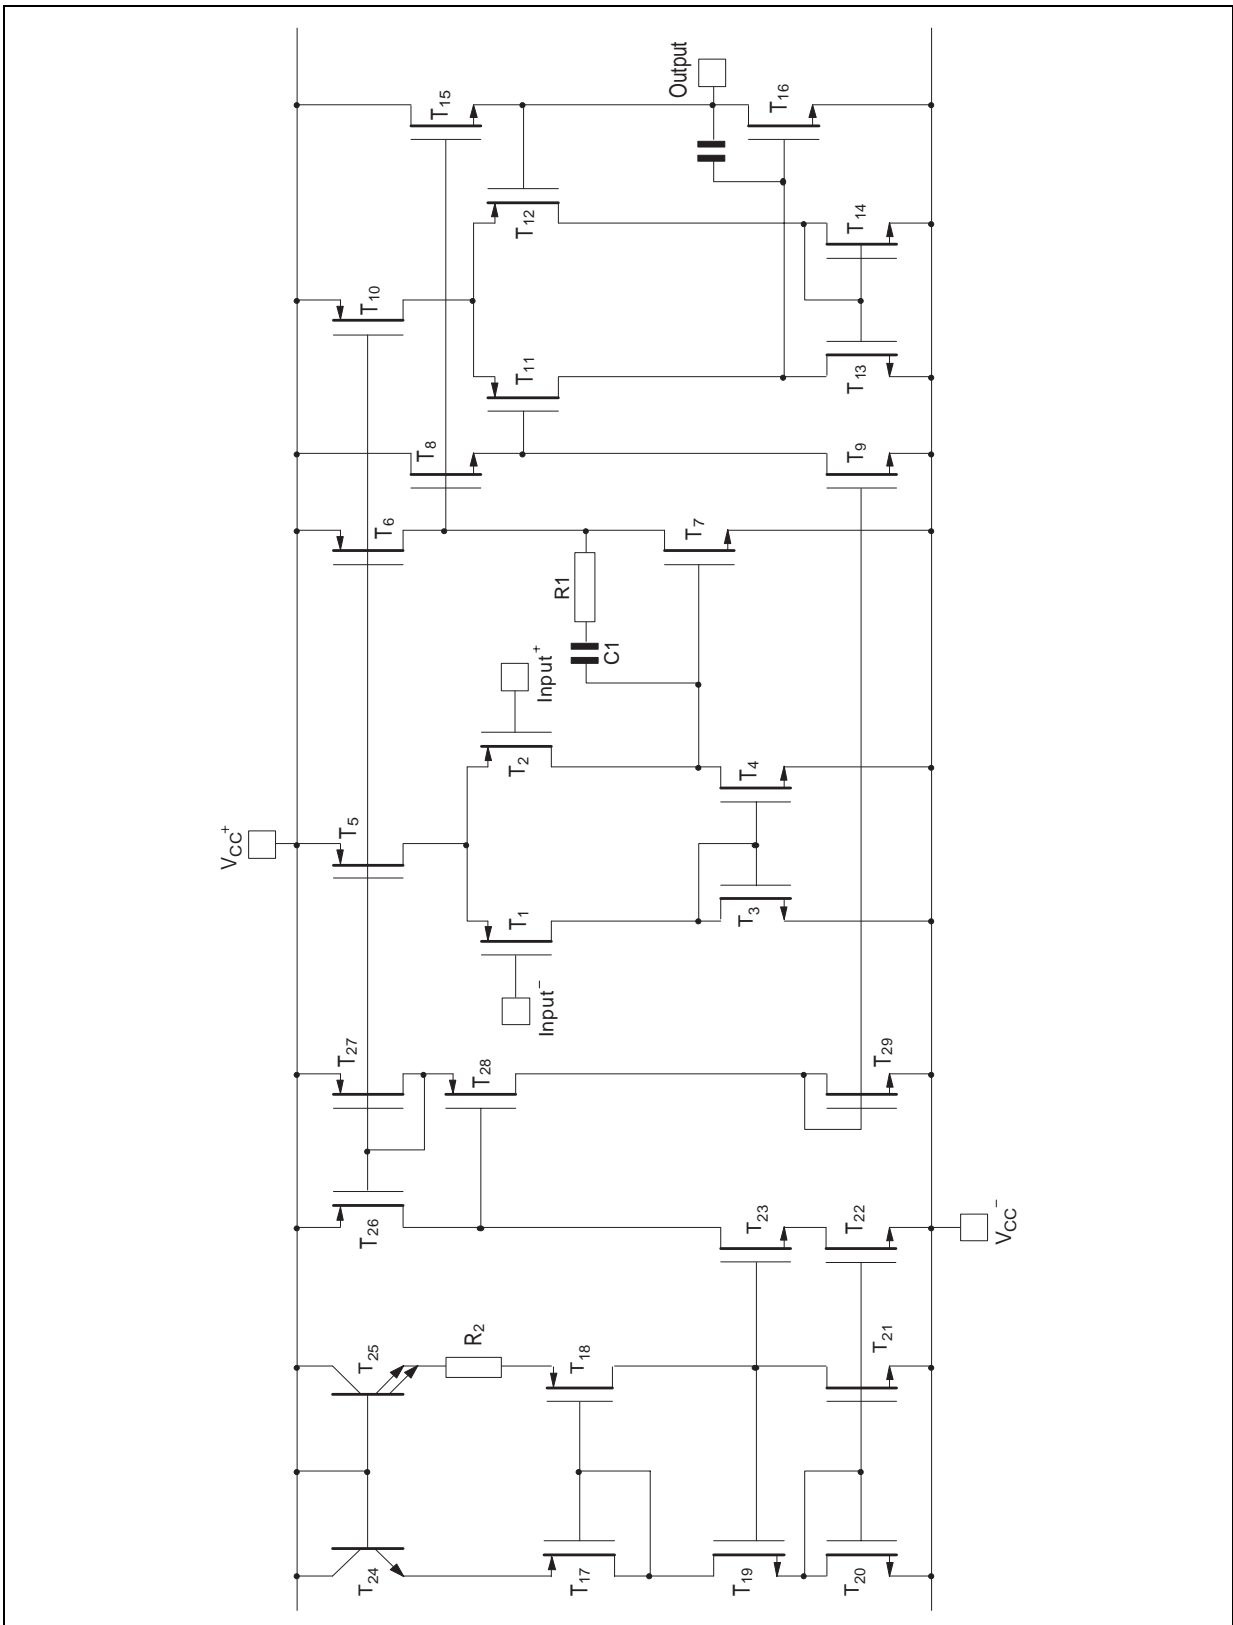 Output
T15
T16
T12
T14
T10
T11
T13
T8
T9
T6
T7
R1
C1
Input+
T2
T4
VCC+
T5
T1
T3
Input−
T27
T28
T29
T26
T23
T22
VCC−
T25
R2
T18
T21
T24
T17
T19
T20